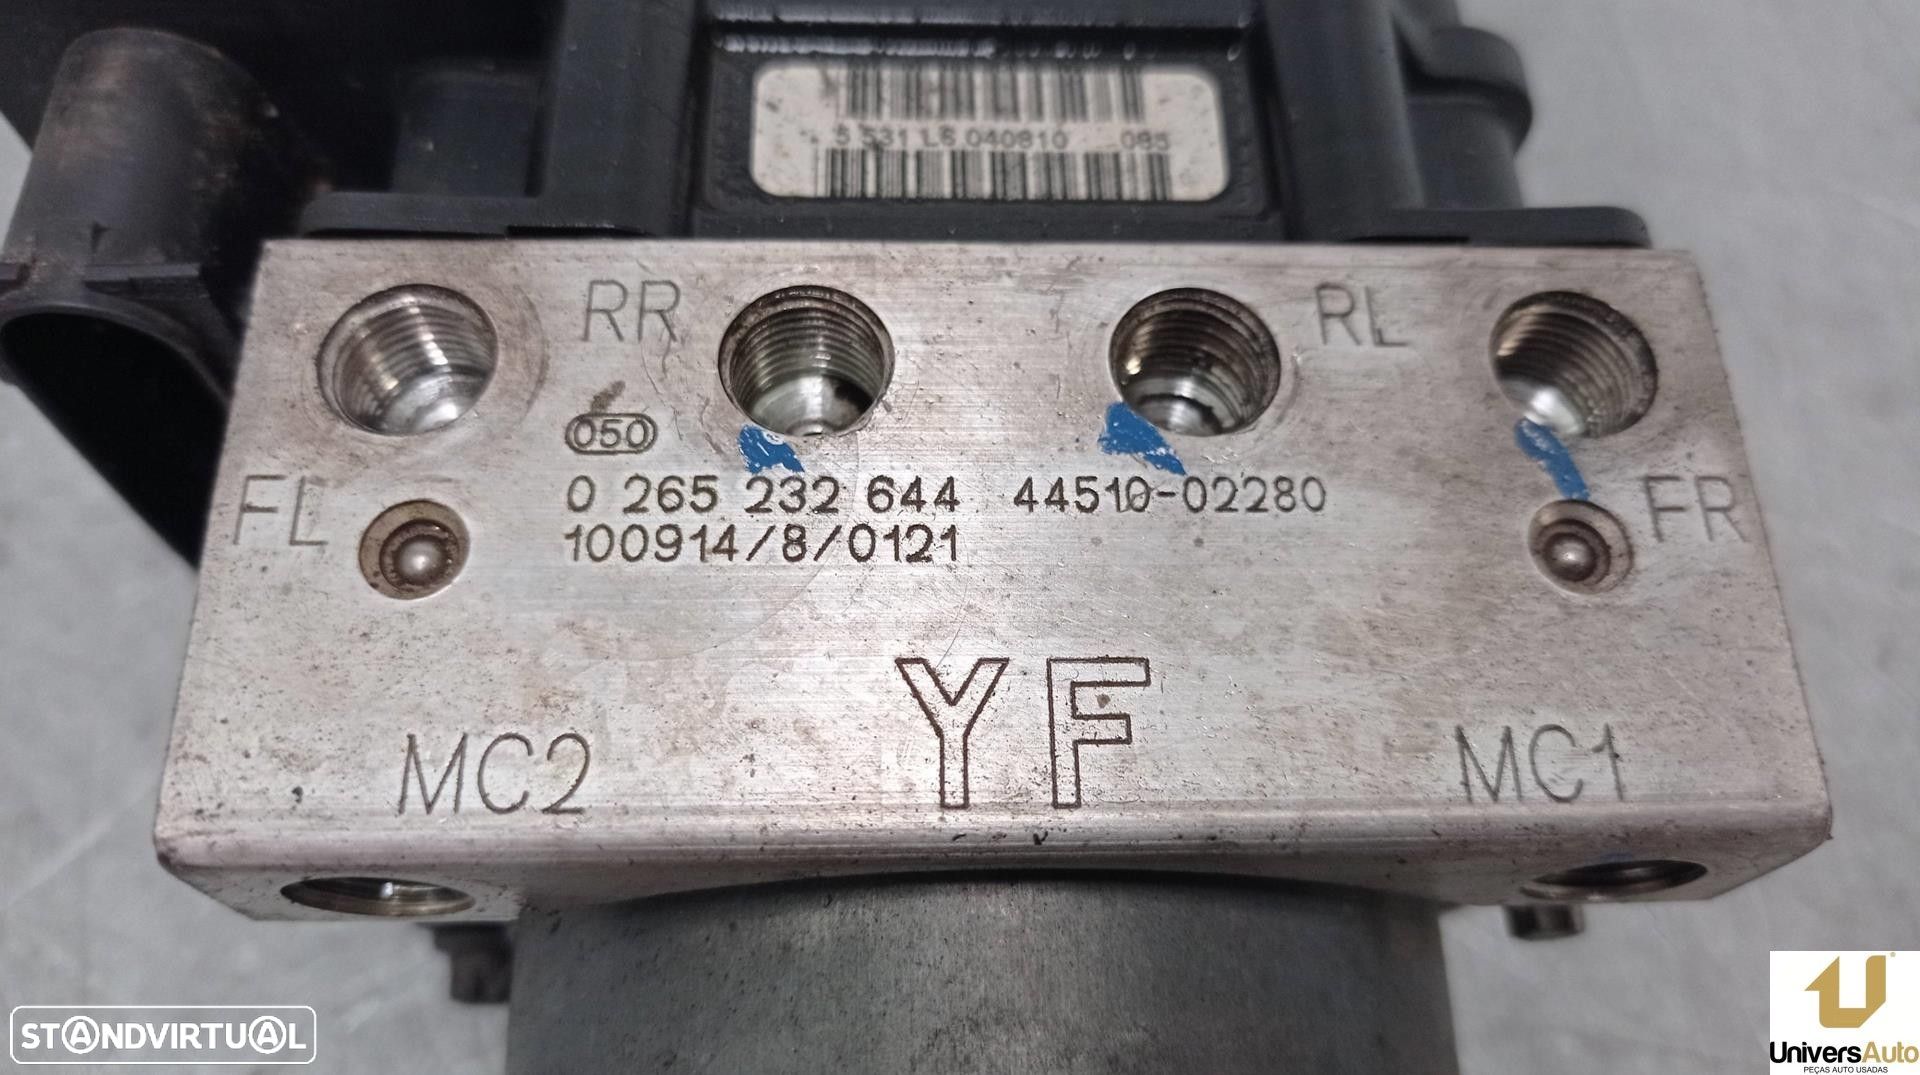 5 531 L6 040810 085
RR RL
050
FL FR
0 265 232 644 44510-02280
100914/8/0121
YF
MC2 MC1
STANDVIRTUAL
UniversAuto
PEÇAS AUTO USADAS